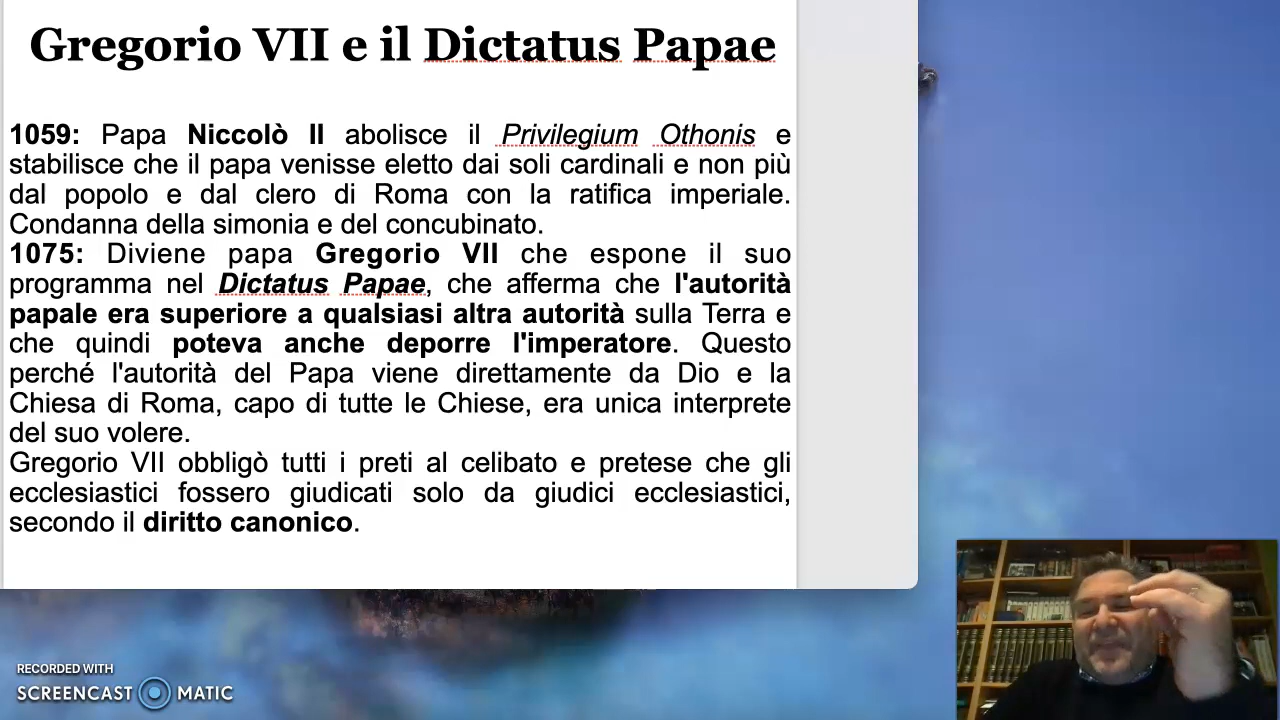 Gregorio VII e il Dictatus Papae
1059: Papa Niccolò II abolisce il Privilegium Othonis e
stabilisce che il papa venisse eletto dai soli cardinali e non più
dal popolo e dal clero di Roma con la ratifica imperiale.
Condanna della simonia e del concubinato.
1075: Diviene papa Gregorio VII che espone il suo
programma nel Dictatus Papae, che afferma che l'autorità
papale era superiore a qualsiasi altra autorità sulla Terra e
che quindi poteva anche deporre l'imperatore. Questo
perché l'autorità del Papa viene direttamente da Dio e la
Chiesa di Roma, capo di tutte le Chiese, era unica interprete
del suo volere.
Gregorio VII obbligò tutti i preti al celibato e pretese che gli
ecclesiastici fossero giudicati solo da giudici ecclesiastici,
secondo il diritto canonico.
RECORDED WITH
SCREENCAST MATIC